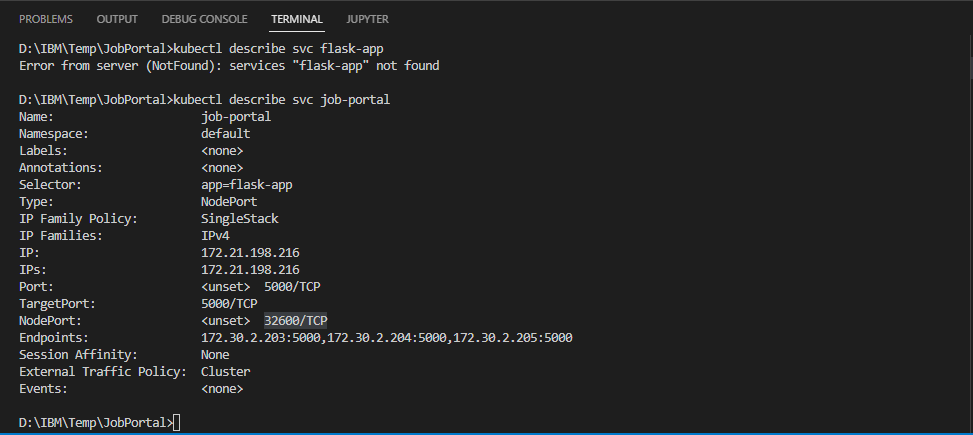 PROBLEMS OUTPUT DEBUG CONSOLE TERMINAL JUPYTER
D:\IBM\Temp\JobPortal>kubectl describe svc flask-app
Error from server (NotFound): services "flask-app" not found
D:\IBM\Temp\JobPortal>kubectl describe svc job-portal
Name: job-portal
Namespace: default
Labels: <none>
Annotations: <none>
Selector: app=flask-app
Type: NodePort
IP Family Policy: SingleStack
IP Families: IPv4
IP: 172.21.198.216
IPs: 172.21.198.216
Port: <unset> 5000/TCP
TargetPort: 5000/TCP
NodePort: <unset> 32600/TCP
Endpoints: 172.30.2.203:5000,172.30.2.204:5000,172.30.2.205:5000
Session Affinity: None
External Traffic Policy: Cluster
Events: <none>
D:\IBM\Temp\JobPortal>